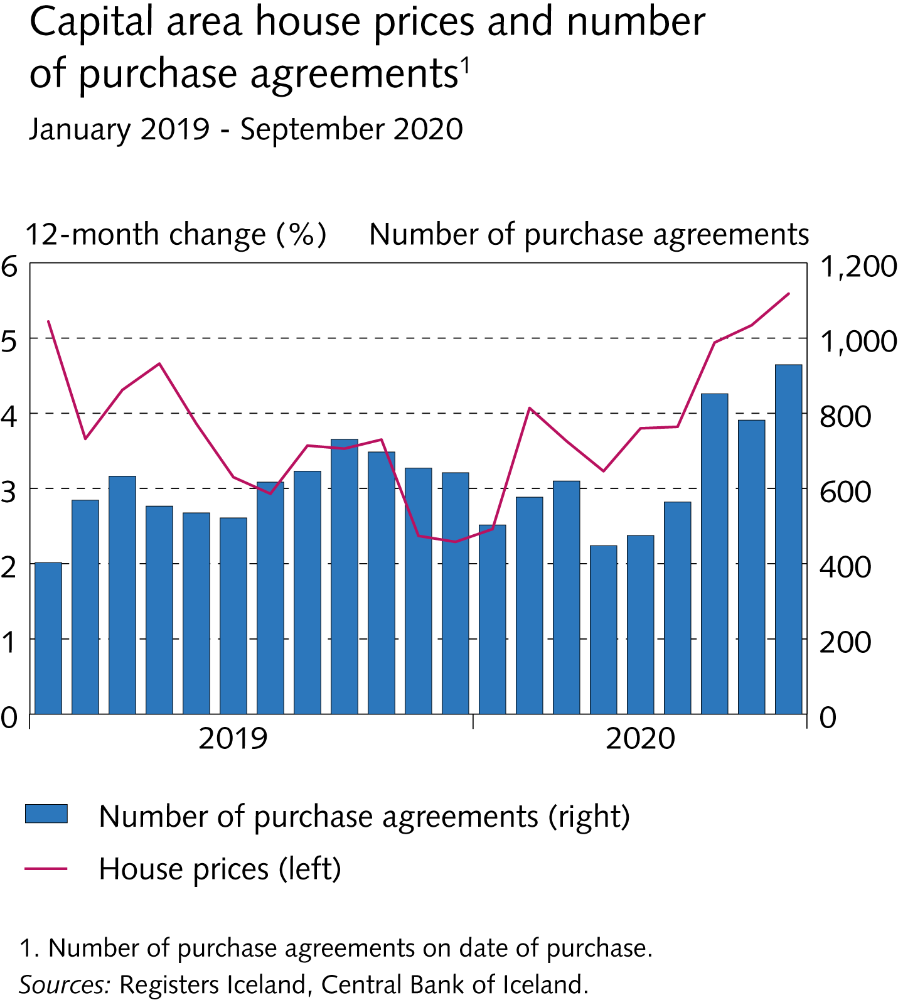 Capital area house prices and number
of purchase agreements¹
January 2019 - September 2020
12-month change (%) Number of purchase agreements
6 1,200
5 1,000
4 800
3 600
2 400
1 200
0 0
2019 2020
Number of purchase agreements (right)
House prices (left)
1. Number of purchase agreements on date of purchase.
Sources: Registers Iceland, Central Bank of Iceland.